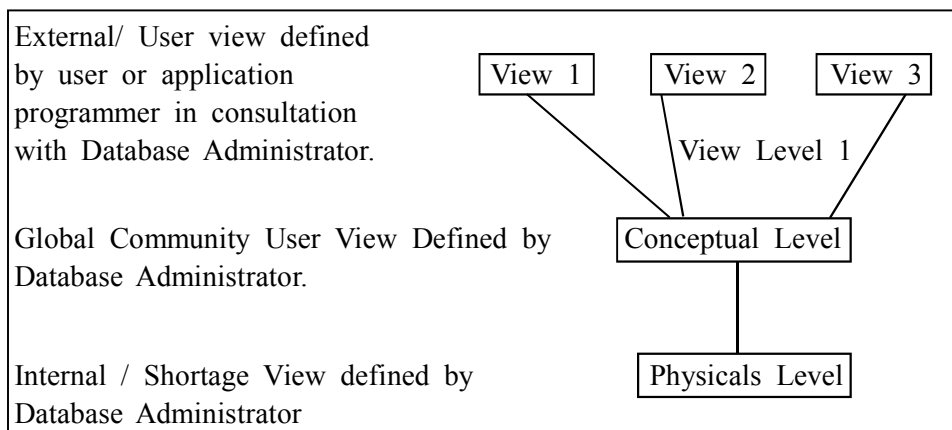 External/ User view defined
by user or application
programmer in consultation
with Database Administrator.
View 1
View 2
View 3
View Level 1
Global Community User View Defined by
Database Administrator.
Conceptual Level
Internal / Shortage View defined by
Database Administrator
Physicals Level